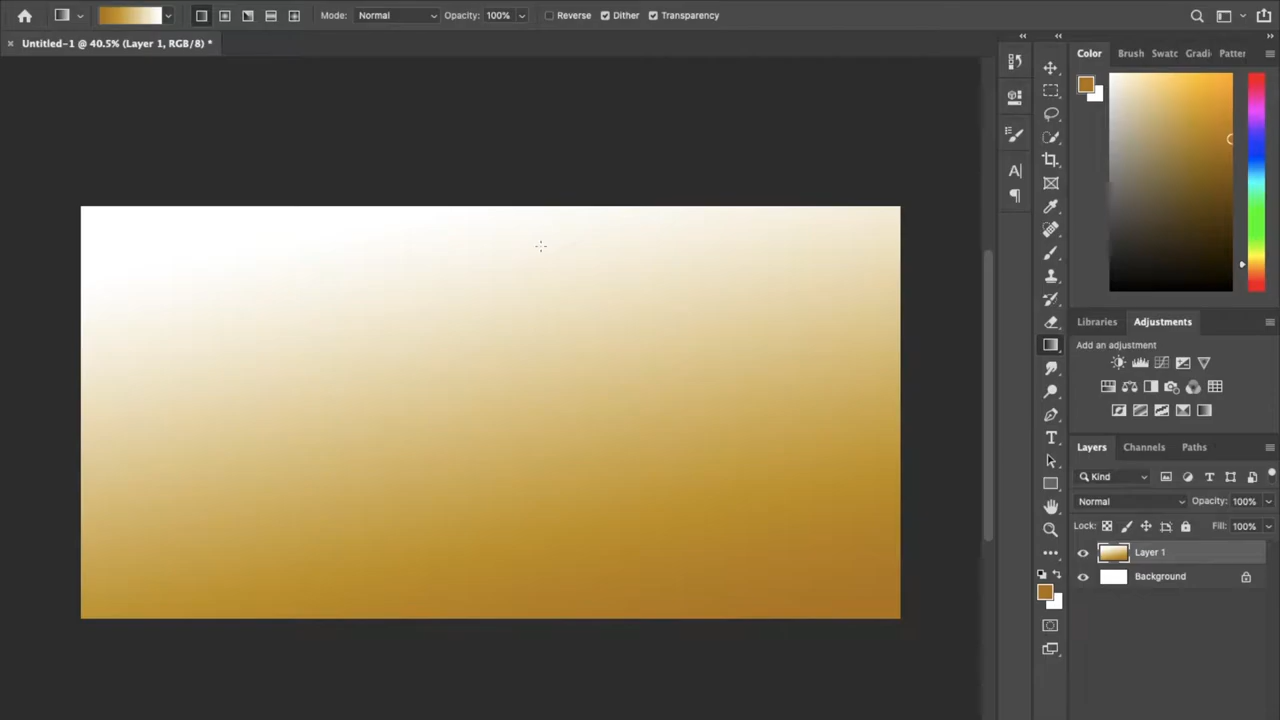 Mode: Normal Opacity: 100% Reverse Dither Transparency
× Untitled-1 @ 40.5% (Layer 1, RGB/8) *
Color Brush Swatc Gradi Patter
Libraries Adjustments
Add an adjustment
Layers Channels Paths
Kind
Normal Opacity: 100%
Lock: Fill: 100%
Layer 1
Background